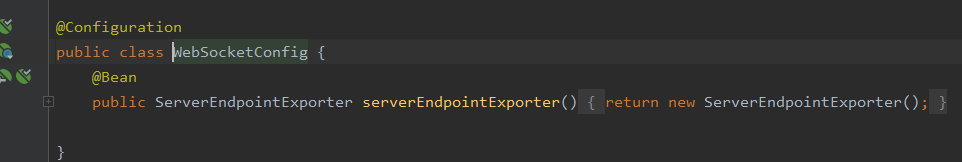 @Configuration
public class WebSocketConfig {
@Bean
public ServerEndpointExporter serverEndpointExporter() { return new ServerEndpointExporter(); }
}